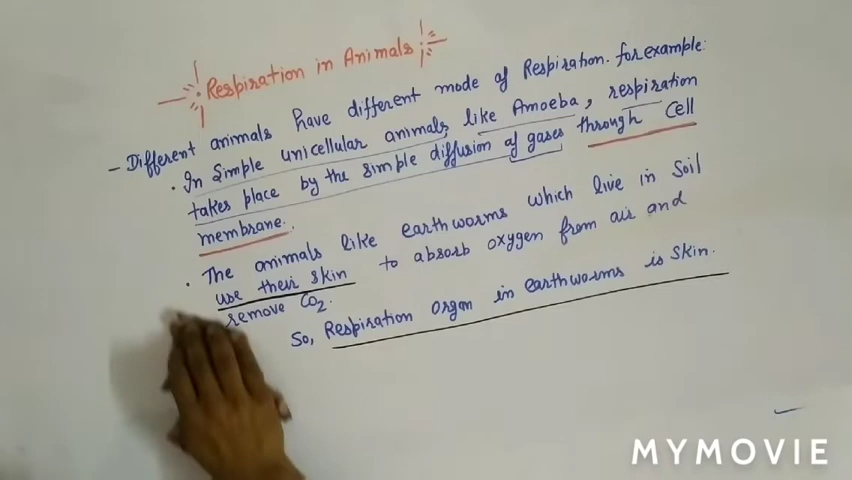 Respiration in Animals
- Different animals have different mode of Respiration. for example:
• In Simple unicellular animals like Amoeba, respiration
takes place by the simple diffusion of gases through Cell
membrane.
• The animals like earthworms which live in Soil
use their skin to absorb oxygen from air and
remove CO2.
So, Respiration Organ in earthworms is Skin.
MYMOVIE